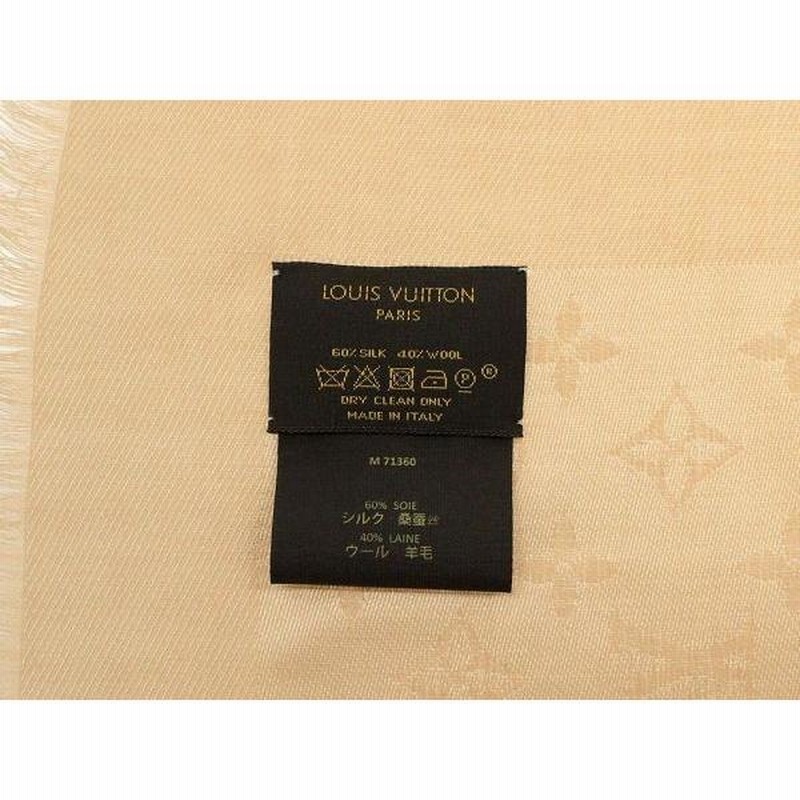 LOUIS VUITTON
PARIS
60% SILK 40% WOOL
P ®
DRY CLEAN ONLY
MADE IN ITALY
M 71360
60% SOIE
シルク 桑蚕丝
40% LAINE
ウール 羊毛